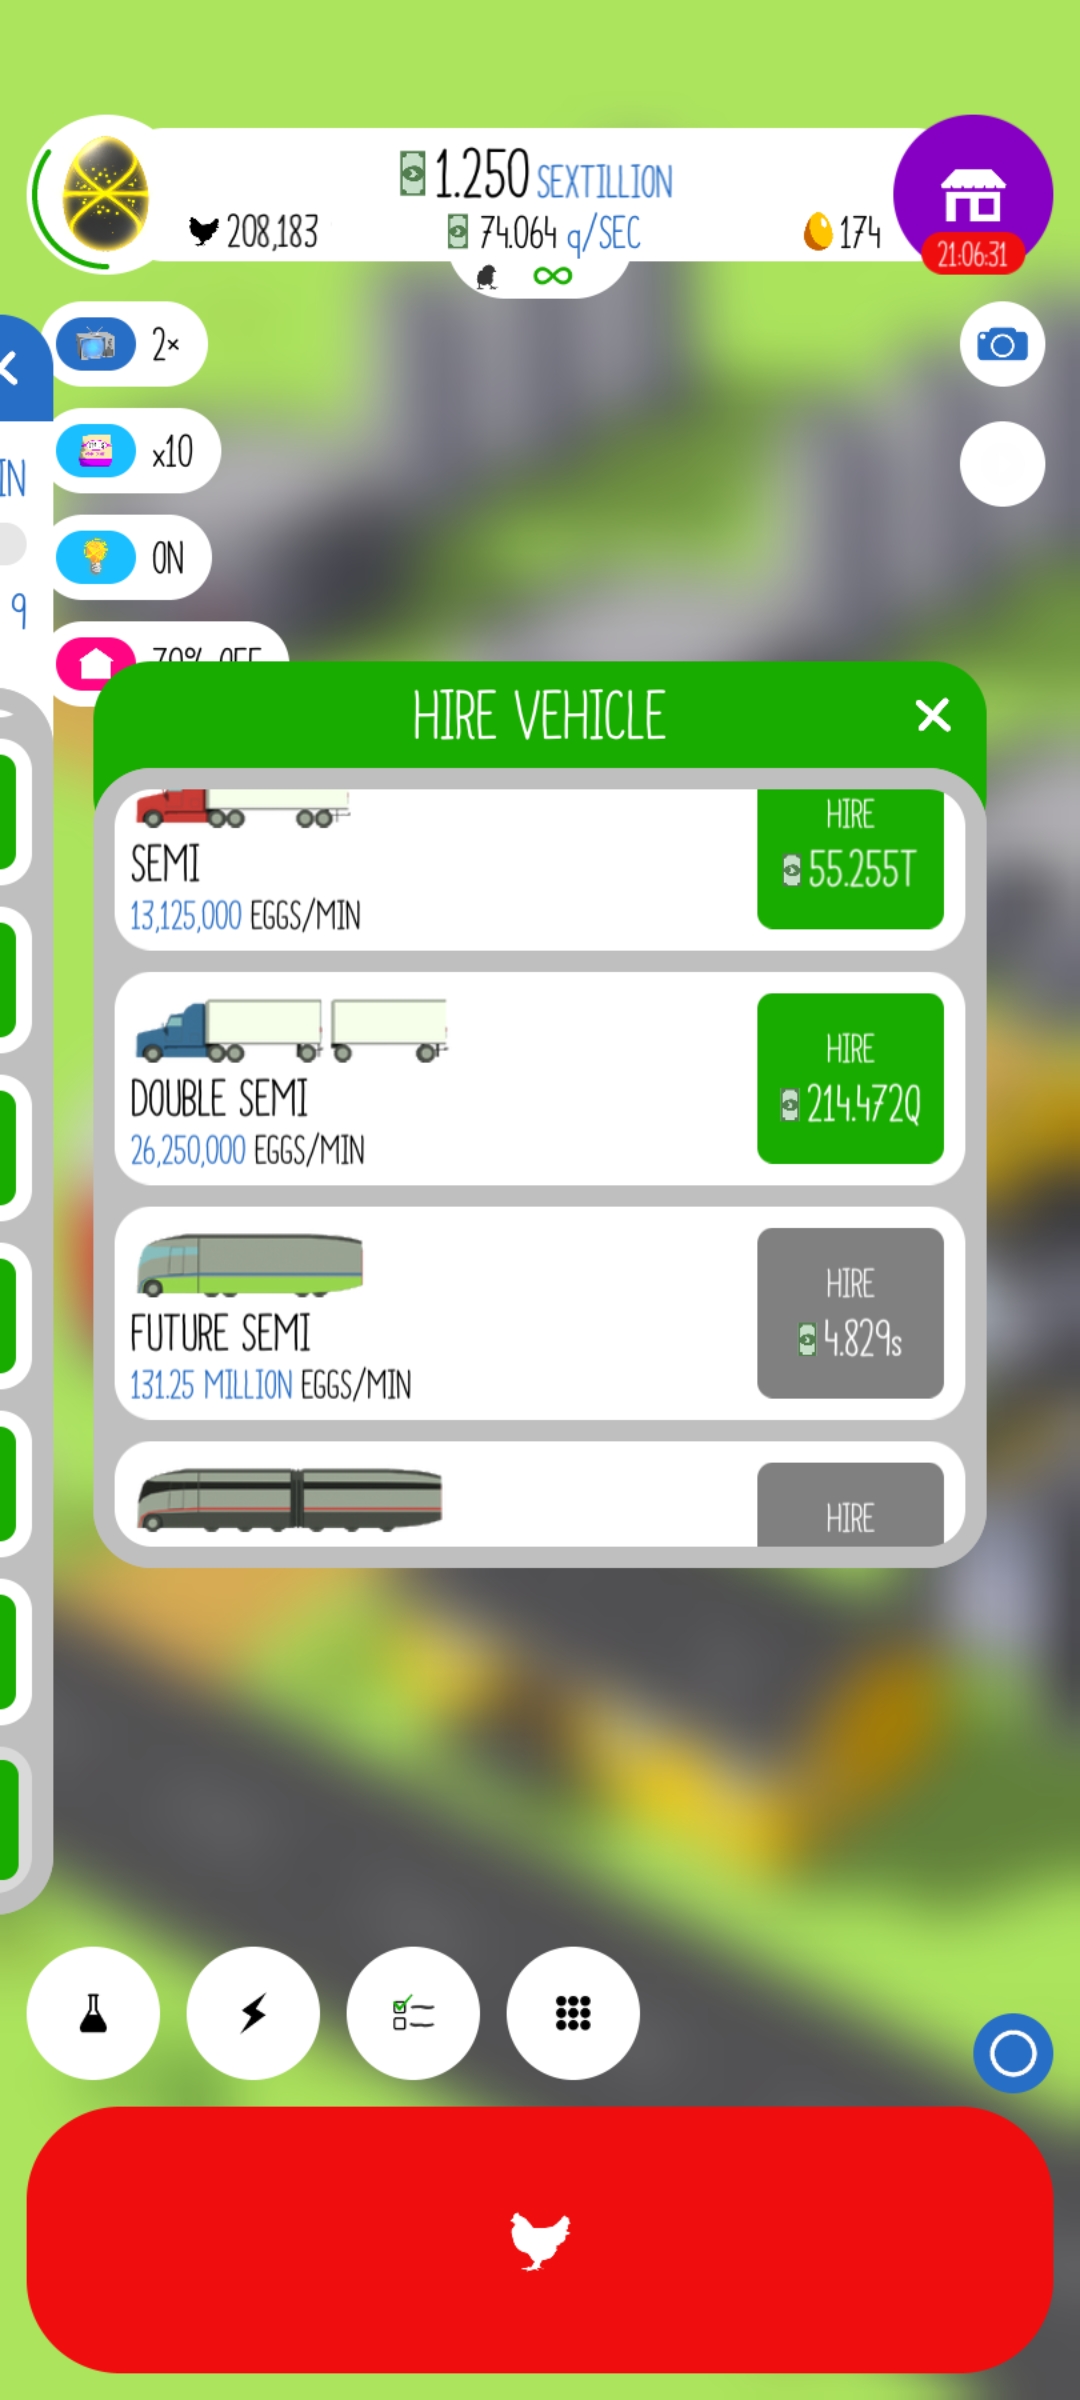 1.250 SEXTILLION
208,183
74.064 q/SEC
174
21:06:31
2×
x10
IN
ON
q
70% OFF
HIRE VEHICLE
SEMI
13,125,000 EGGS/MIN
HIRE
55.255T
DOUBLE SEMI
26,250,000 EGGS/MIN
HIRE
214.472Q
FUTURE SEMI
131.25 MILLION EGGS/MIN
HIRE
4.829s
HIRE